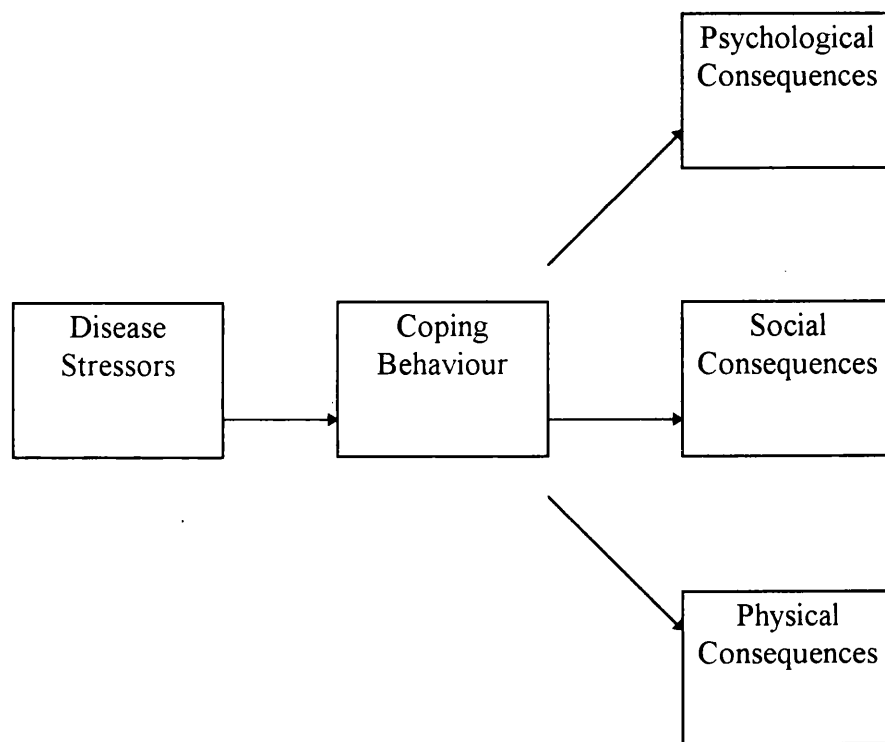 Psychological
Consequences
Disease
Stressors
Coping
Behaviour
Social
Consequences
Physical
Consequences